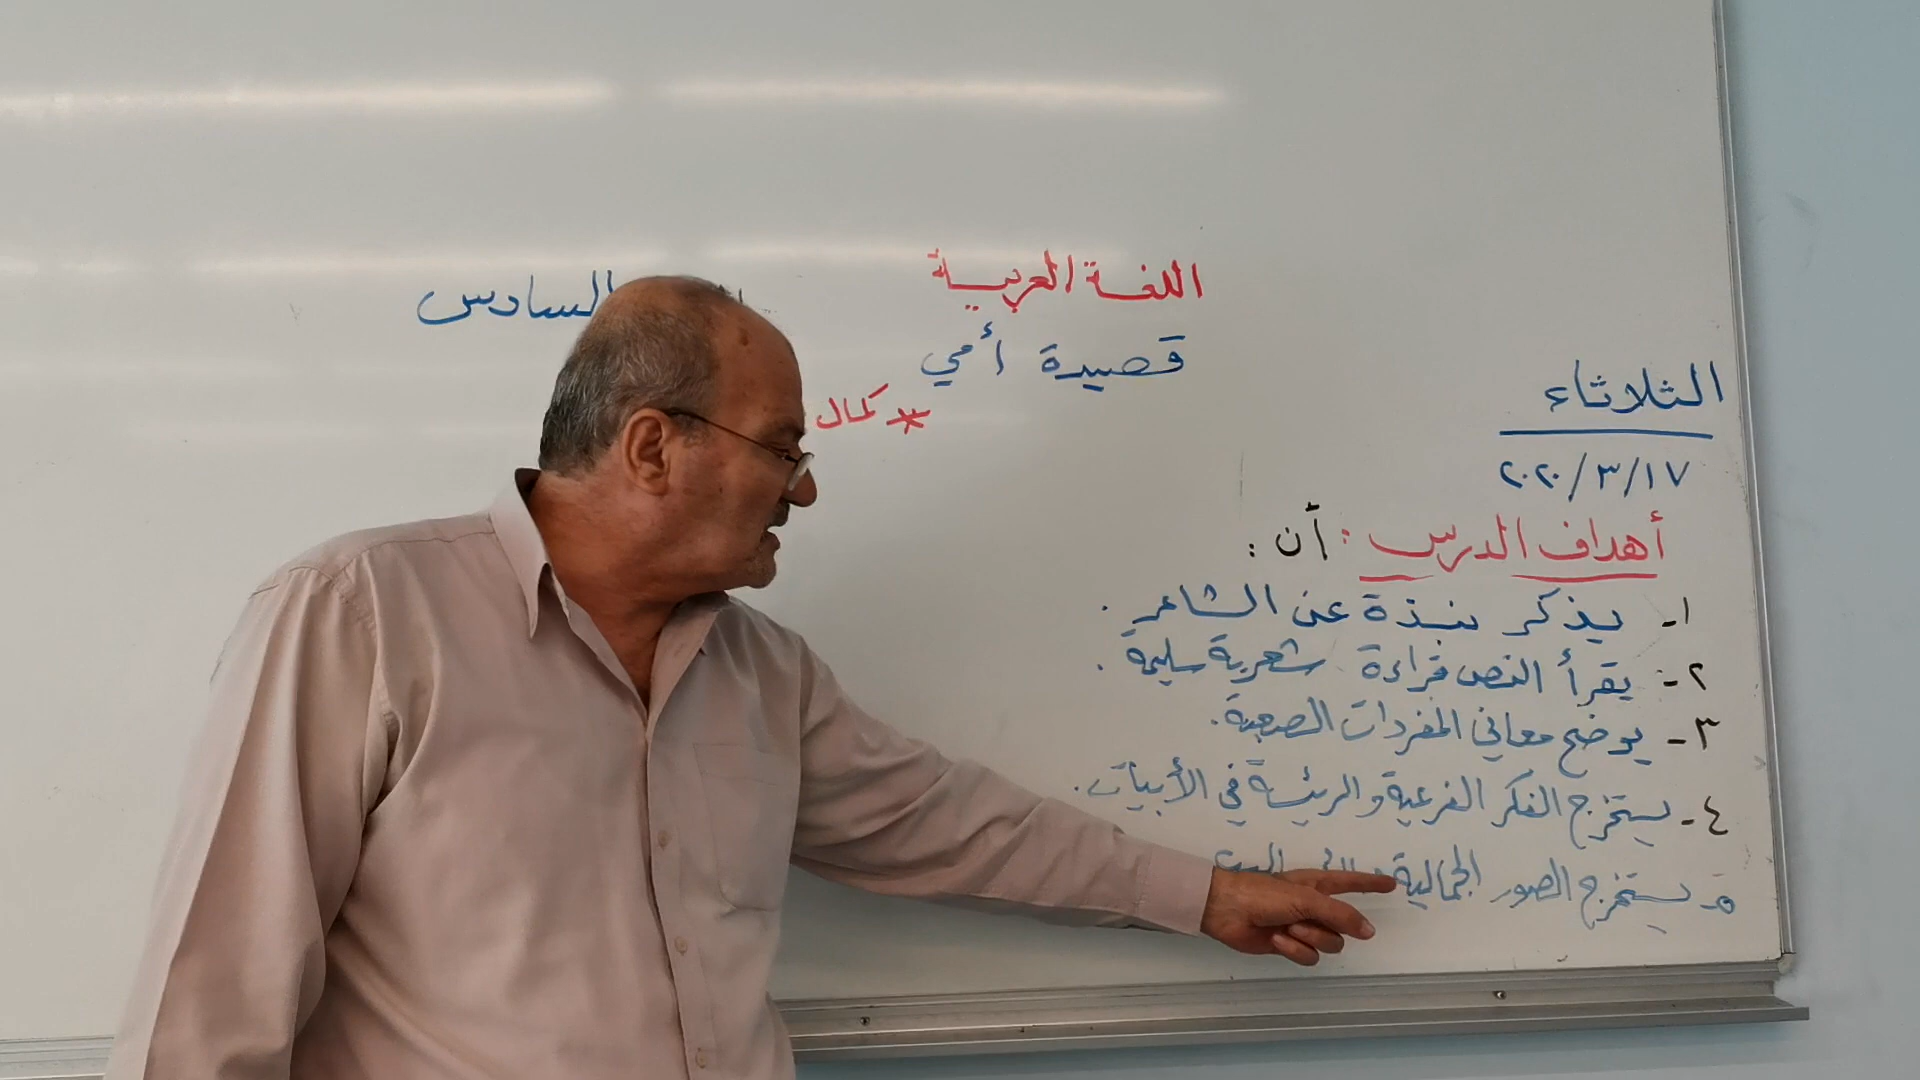 اللغة العربية
السادس
قصيدة أمي
* كمال
الثلاثاء
٢٠٢٠/٣/١٧
أهداف الدرس : أن :
١- يذكر نبذة عن الشاعر .
٢- يقرأ النص قراءة شعرية سليمة .
٣- يوضح معاني المفردات الصعبة .
٤- يستخرج الفكر الفرعية والرئيسة في الأبيات .
٥- يستخرج الصور الجمالية